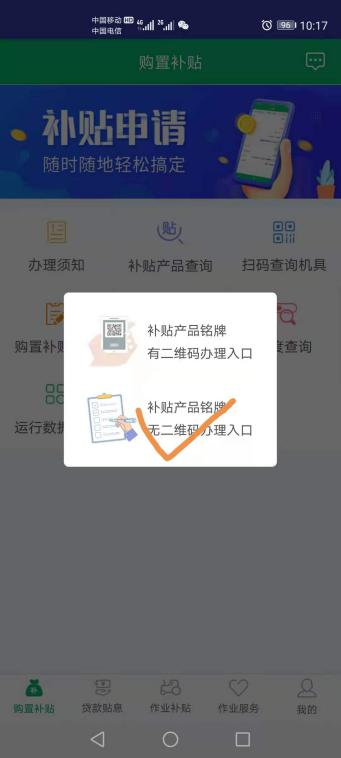 中国移动 HD 4G 2G
中国电信
96 10:17
购置补贴
补贴申请
随时随地轻松搞定
贴
办理须知
补贴产品查询
扫码查询机具
补贴产品铭牌
有二维码办理入口
购置补
度查询
补贴产品铭牌
无二维码办理入口
运行数
补
购置补贴
贷款贴息
作业补贴
作业服务
我的